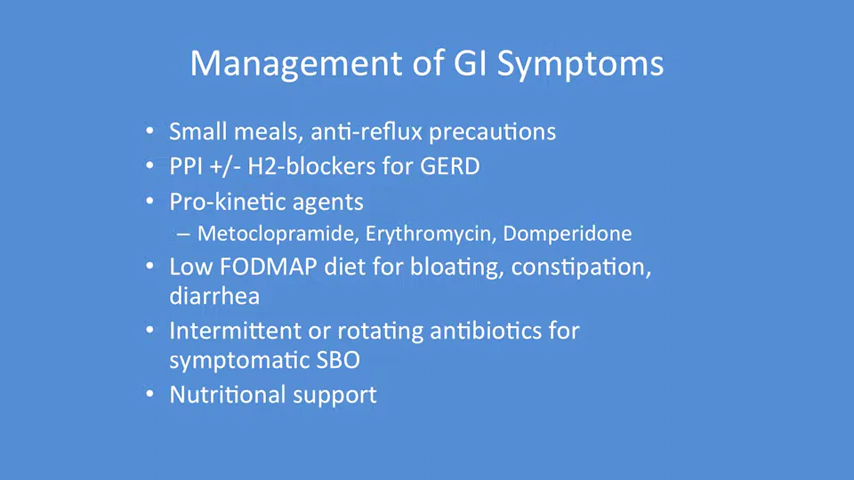 Management of GI Symptoms
• Small meals, anti-reflux precautions
• PPI +/- H2-blockers for GERD
• Pro-kinetic agents
– Metoclopramide, Erythromycin, Domperidone
• Low FODMAP diet for bloating, constipation,
diarrhea
• Intermittent or rotating antibiotics for
symptomatic SBO
• Nutritional support